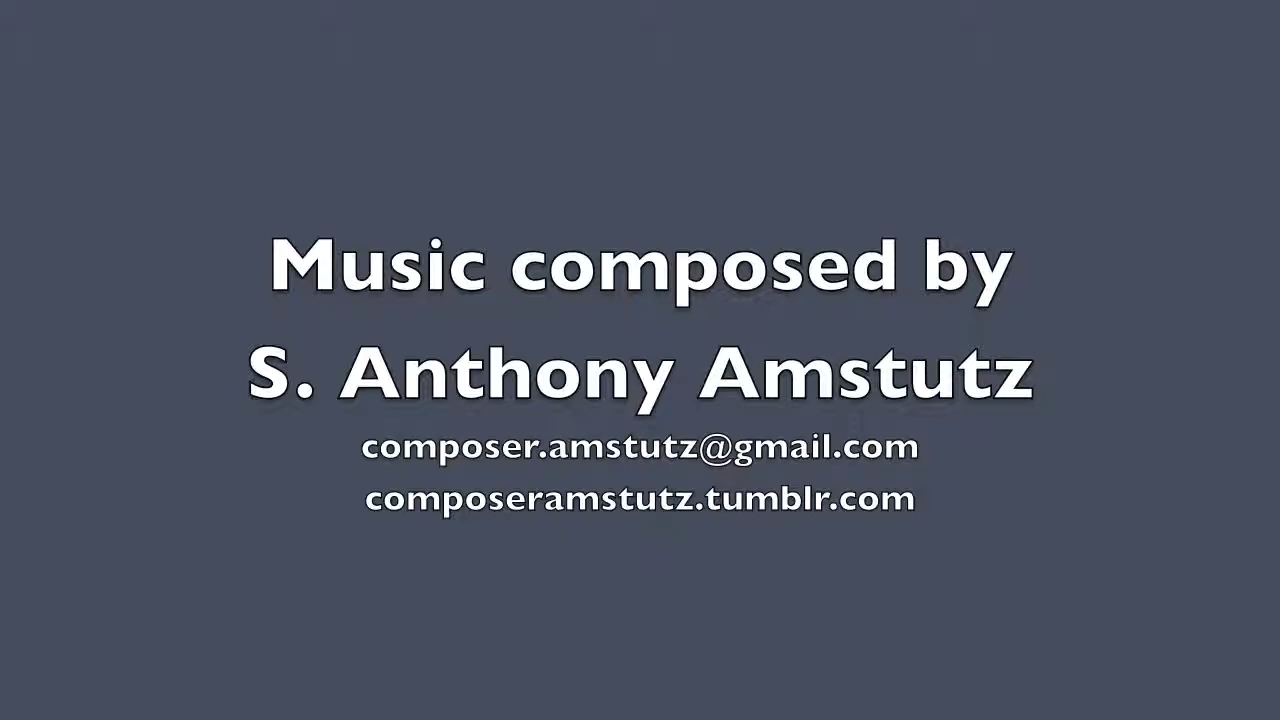 Music composed by
S. Anthony Amstutz
composer.amstutz@gmail.com
composeramstutz.tumblr.com